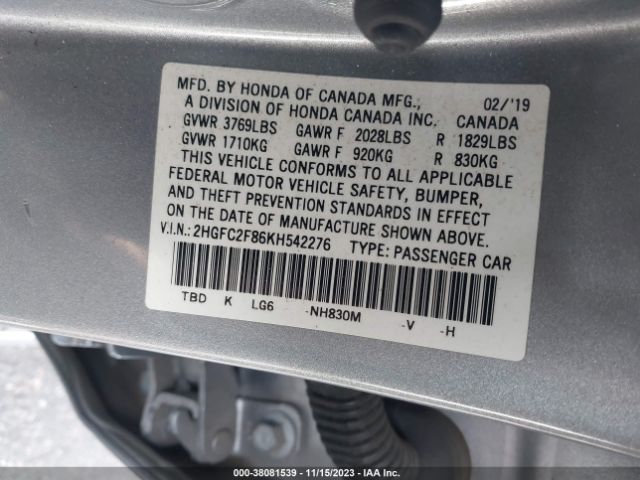 MFD. BY HONDA OF CANADA MFG., 02/'19
A DIVISION OF HONDA CANADA INC. CANADA
GVWR 3769LBS GAWR F 2028LBS R 1829LBS
GVWR 1710KG GAWR F 920KG R 830KG
THIS VEHICLE CONFORMS TO ALL APPLICABLE
FEDERAL MOTOR VEHICLE SAFETY, BUMPER,
AND THEFT PREVENTION STANDARDS IN EFFECT
ON THE DATE OF MANUFACTURE SHOWN ABOVE.
V.I.N.: 2HGFC2F86KH542276 TYPE: PASSENGER CAR
TBD K LG6 -NH830M -V -H
000-38081539 - 11/15/2023 - IAA Inc.